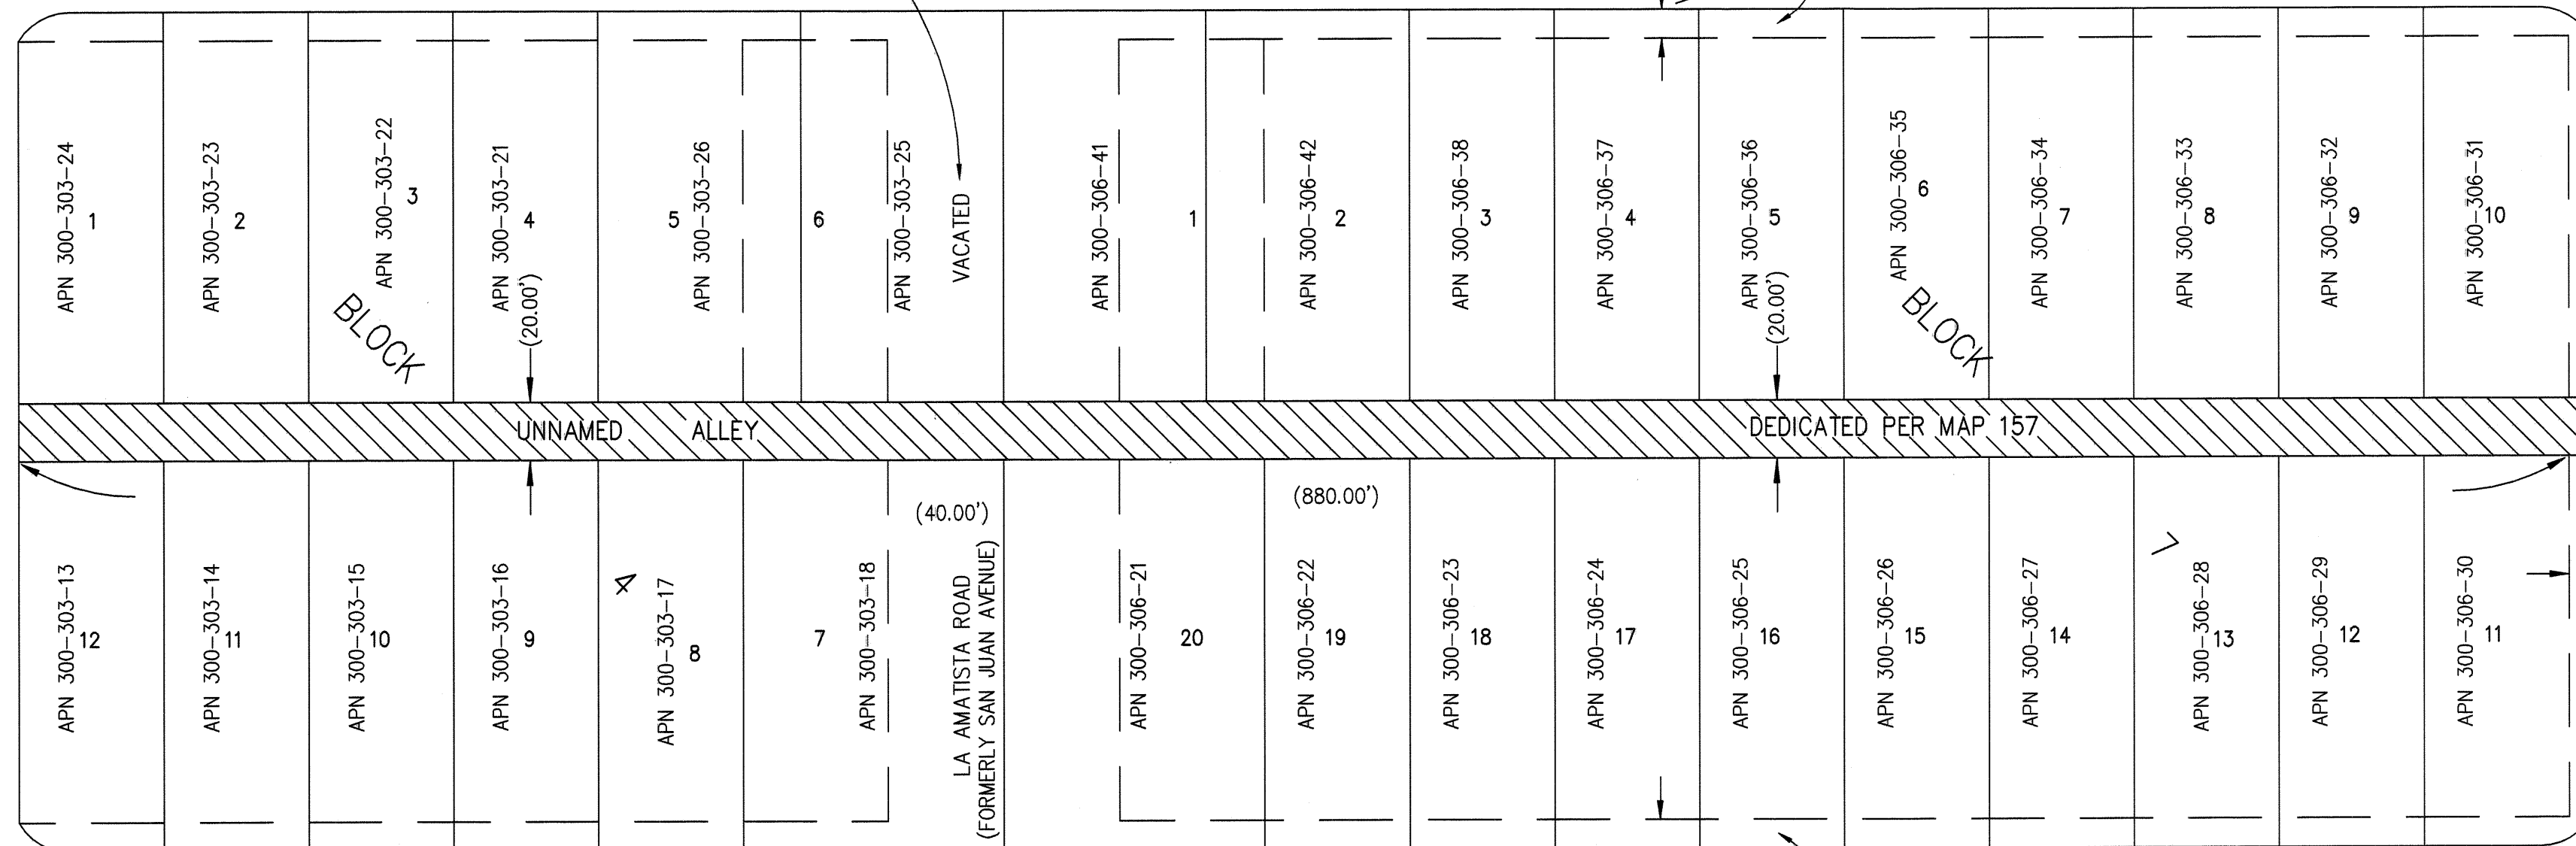 APN 300-303-24
1
APN 300-303-23
2
APN 300-303-22
3
APN 300-303-21
4
5
APN 300-303-26
6
APN 300-303-25
VACATED
APN 300-306-41
1
APN 300-306-42
2
APN 300-306-38
3
APN 300-306-37
4
APN 300-306-36
5
APN 300-306-35
6
APN 300-306-34
7
APN 300-306-33
8
APN 300-306-32
9
APN 300-306-31
10
BLOCK
(20.00')
(20.00')
BLOCK
UNNAMED ALLEY
DEDICATED PER MAP 157
(40.00')
(880.00')
APN 300-303-13
12
APN 300-303-14
11
APN 300-303-15
10
APN 300-303-16
9
4
APN 300-303-17
8
7
APN 300-303-18
LA AMATISTA ROAD
(FORMERLY SAN JUAN AVENUE)
APN 300-306-21
20
APN 300-306-22
19
APN 300-306-23
18
APN 300-306-24
17
APN 300-306-25
16
APN 300-306-26
15
APN 300-306-27
14
7
APN 300-306-28
13
APN 300-306-29
12
APN 300-306-30
11